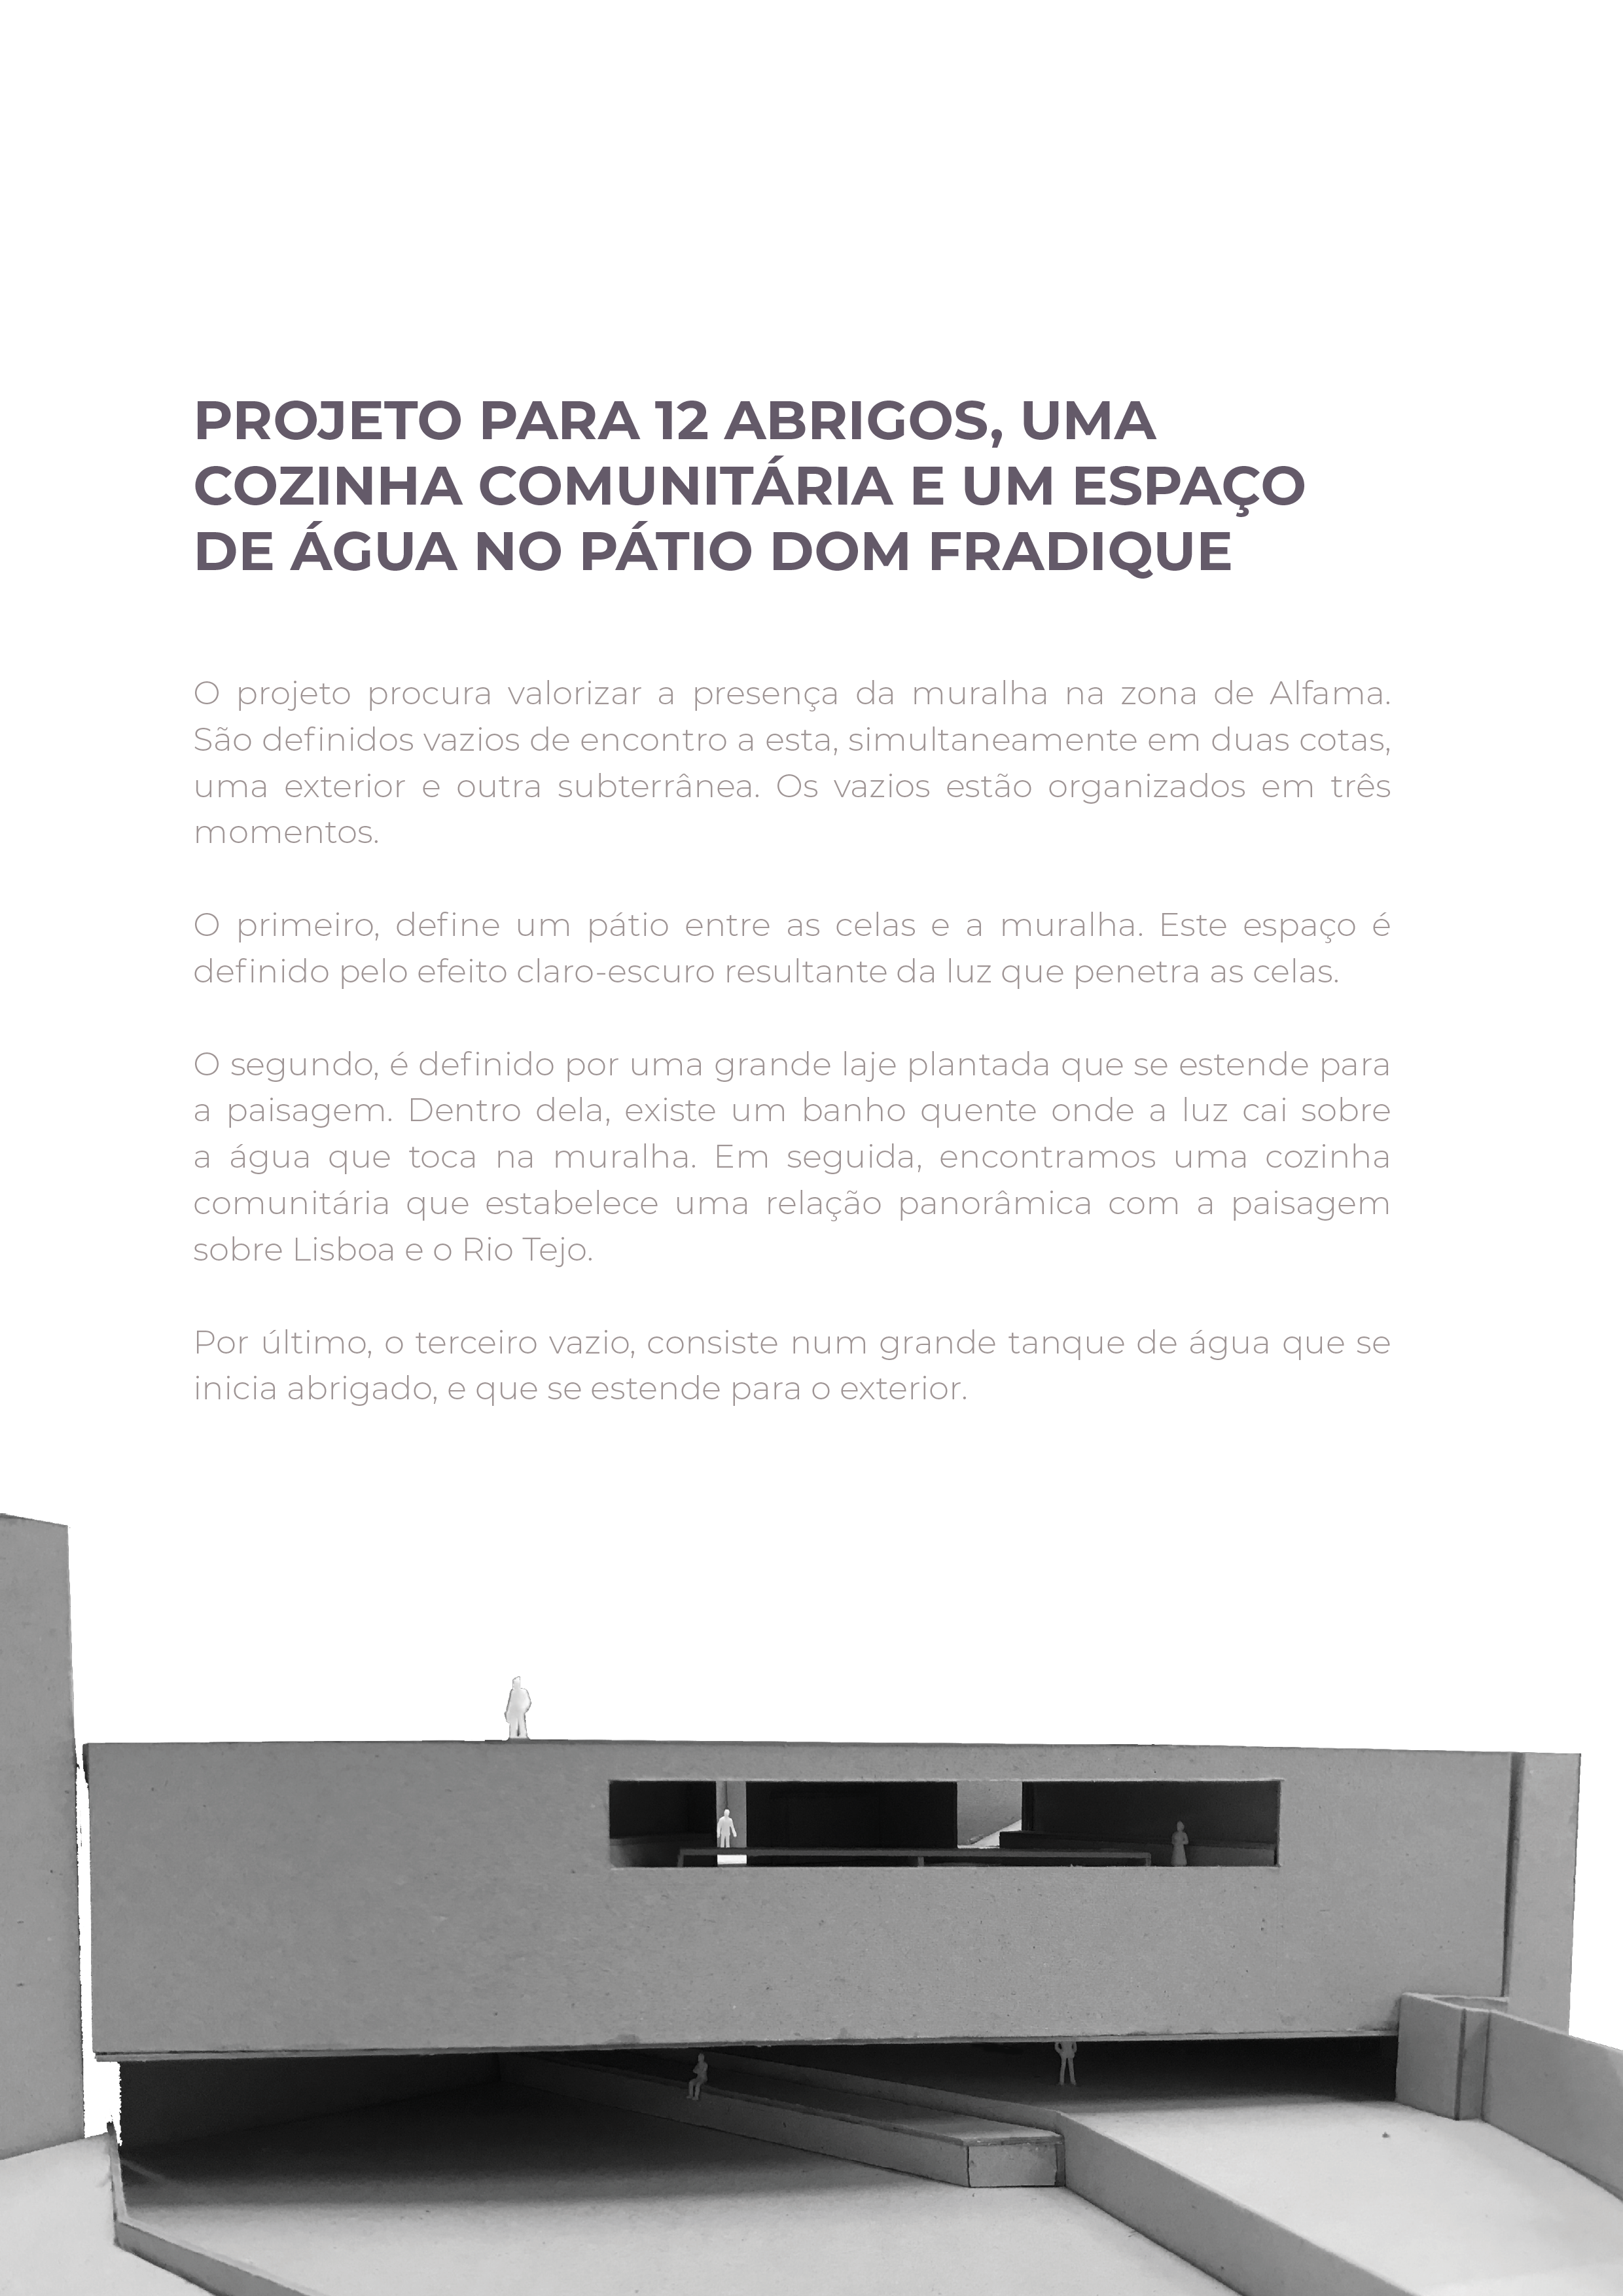 PROJETO PARA 12 ABRIGOS, UMA
COZINHA COMUNITÁRIA E UM ESPAÇO
DE ÁGUA NO PÁTIO DOM FRADIQUE
O projeto procura valorizar a presença da muralha na zona de Alfama.
São definidos vazios de encontro a esta, simultaneamente em duas cotas,
uma exterior e outra subterrânea. Os vazios estão organizados em três
momentos.
O primeiro, define um pátio entre as celas e a muralha. Este espaço é
definido pelo efeito claro-escuro resultante da luz que penetra as celas.
O segundo, é definido por uma grande laje plantada que se estende para
a paisagem. Dentro dela, existe um banho quente onde a luz cai sobre
a água que toca na muralha. Em seguida, encontramos uma cozinha
comunitária que estabelece uma relação panorâmica com a paisagem
sobre Lisboa e o Rio Tejo.
Por último, o terceiro vazio, consiste num grande tanque de água que se
inicia abrigado, e que se estende para o exterior.